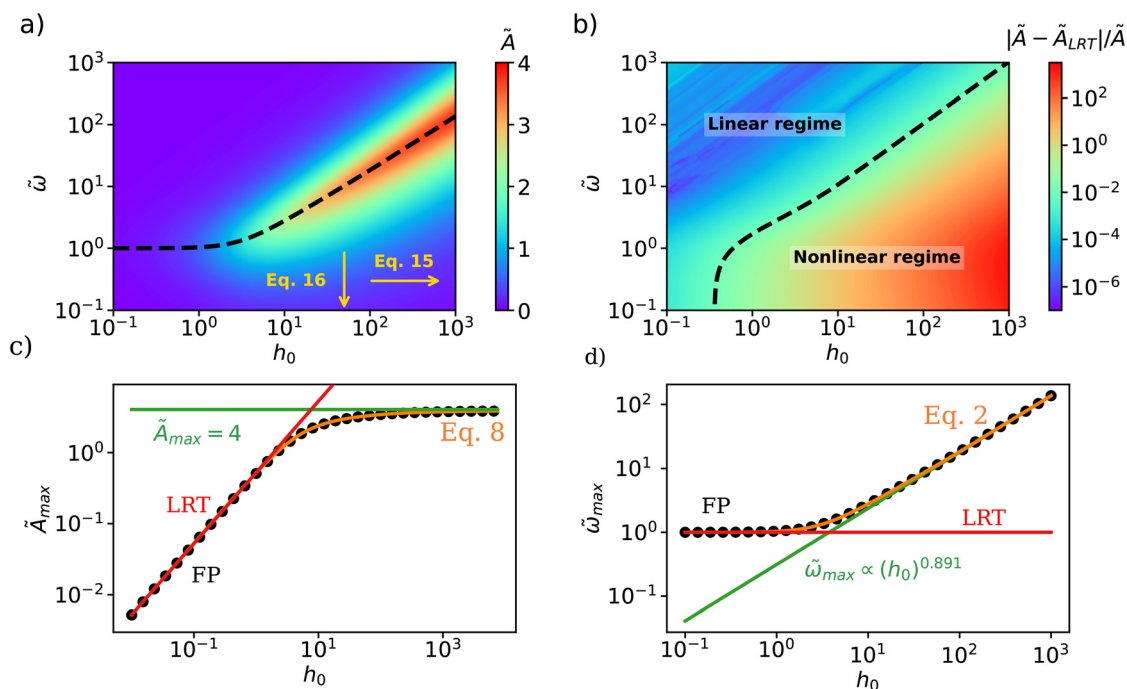 a)
Ã
10³
10²
10¹
10⁰
10⁻¹
ω̃
Eq. 16
Eq. 15
10⁻¹ 10⁰ 10¹ 10² 10³
h₀
4
3
2
1
0
b)
|Ã − Ã_LRT|/Ã
10³
10²
10¹
10⁰
10⁻¹
ω̃
Linear regime
Nonlinear regime
10⁻¹ 10⁰ 10¹ 10² 10³
h₀
10²
10⁰
10⁻²
10⁻⁴
10⁻⁶
c)
10⁰
10⁻¹
10⁻²
Ã_max
Ã_max = 4
Eq. 8
LRT
FP
10⁻¹ 10¹ 10³
h₀
d)
10²
10¹
10⁰
10⁻¹
ω̃_max
Eq. 2
FP
LRT
ω̃_max ∝ (h₀)^0.891
10⁻¹ 10⁰ 10¹ 10² 10³
h₀